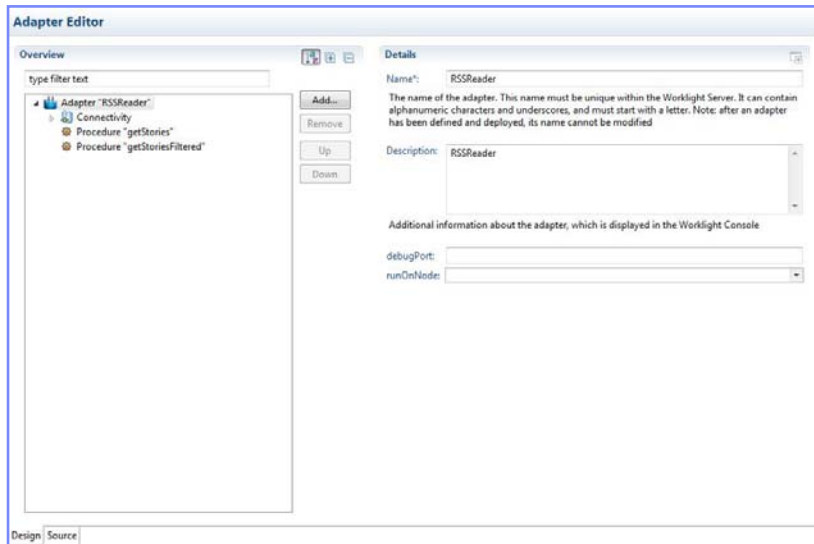 Adapter Editor
Overview
type filter text
Adapter "RSSReader"
Connectivity
Procedure "getStories"
Procedure "getStoriesFiltered"
Add...
Remove
Up
Down
Details
Name*:
RSSReader
The name of the adapter. This name must be unique within the Worklight Server. It can contain
alphanumeric characters and underscores, and must start with a letter. Note: after an adapter
has been defined and deployed, its name cannot be modified
Description:
RSSReader
Additional information about the adapter, which is displayed in the Worklight Console
debugPort:
runOnNode:
Design Source